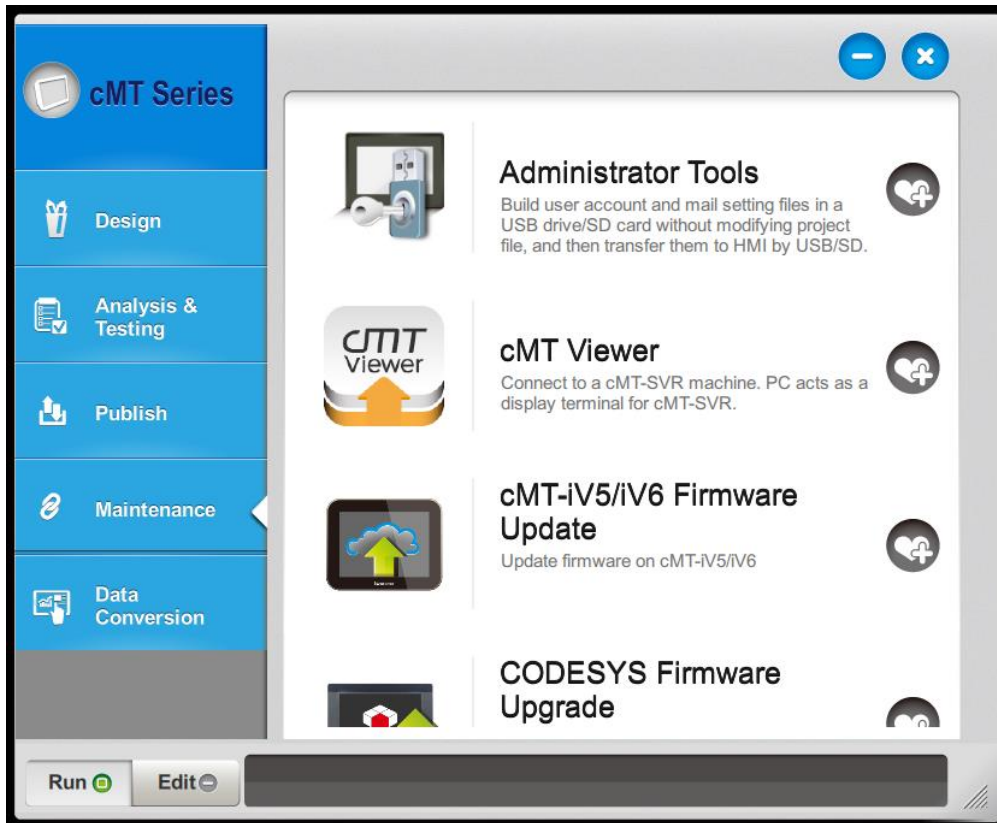 cMT Series
Design
Analysis &
Testing
Publish
Maintenance
Data
Conversion
Administrator Tools
Build user account and mail setting files in a
USB drive/SD card without modifying project
file, and then transfer them to HMI by USB/SD.
cMT
Viewer
cMT Viewer
Connect to a cMT-SVR machine. PC acts as a
display terminal for cMT-SVR.
cMT-iV5/iV6 Firmware
Update
Update firmware on cMT-iV5/iV6
CODESYS Firmware
Upgrade
Run
Edit